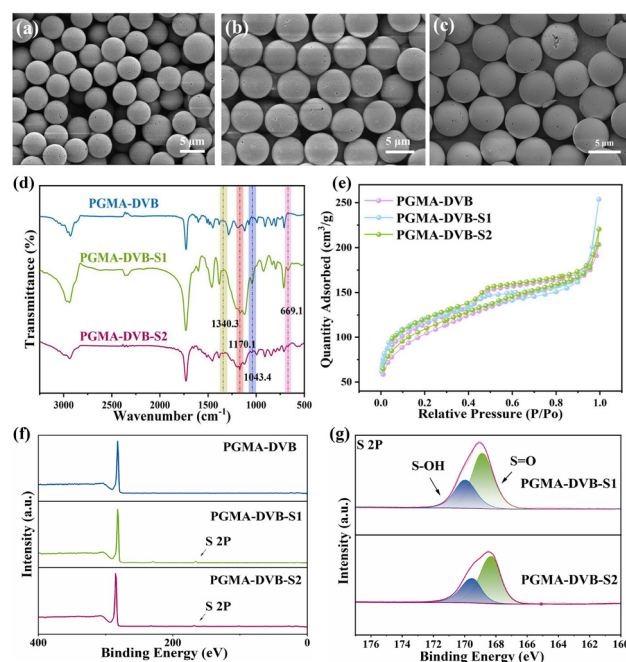 (a)
5 μm
(b)
5 μm
(c)
5 μm
(d)
PGMA-DVB
PGMA-DVB-S1
PGMA-DVB-S2
1340.3
1170.1
1043.4
669.1
Transmittance (%)
3000 2500 2000 1500 1000 500
Wavenumber (cm⁻¹)
(e)
PGMA-DVB
PGMA-DVB-S1
PGMA-DVB-S2
Quantity Adsorbed (cm³/g)
250
200
150
100
50
0.0 0.2 0.4 0.6 0.8 1.0
Relative Pressure (P/Po)
(f)
PGMA-DVB
PGMA-DVB-S1
S 2P
PGMA-DVB-S2
S 2P
Intensity (a.u.)
400 200 0
Binding Energy (eV)
(g)
S 2P
S-OH
S=O
PGMA-DVB-S1
PGMA-DVB-S2
Intensity (a.u.)
176 174 172 170 168 166 164 162 160
Binding Energy (eV)